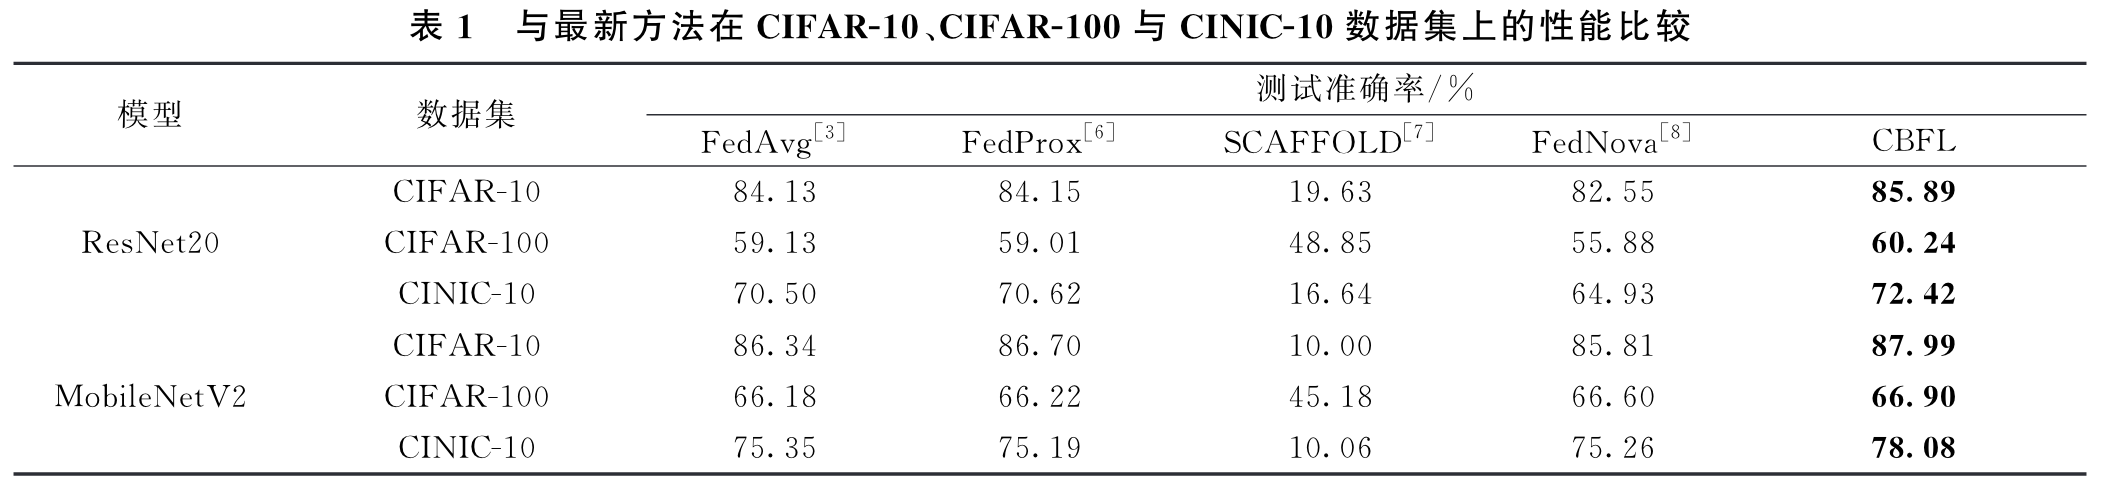 表 1 与最新方法在 CIFAR-10、CIFAR-100 与 CINIC-10 数据集上的性能比较
模型 数据集 测试准确率/%
FedAvg[3] FedProx[6] SCAFFOLD[7] FedNova[8] CBFL
CIFAR-10 84.13 84.15 19.63 82.55 85.89
ResNet20 CIFAR-100 59.13 59.01 48.85 55.88 60.24
CINIC-10 70.50 70.62 16.64 64.93 72.42
CIFAR-10 86.34 86.70 10.00 85.81 87.99
MobileNetV2 CIFAR-100 66.18 66.22 45.18 66.60 66.90
CINIC-10 75.35 75.19 10.06 75.26 78.08